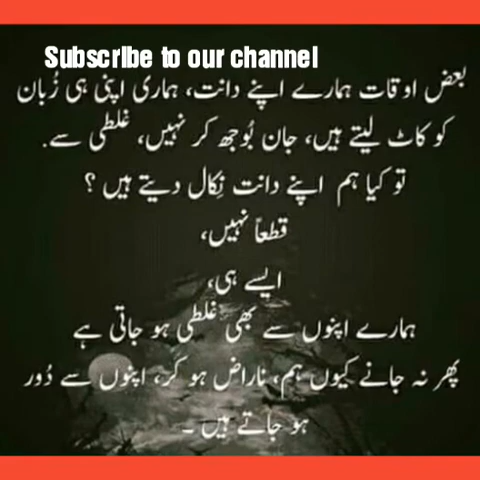 Subscribe to our channel
بعض اوقات ہمارے اپنے دانت، ہماری اپنی ہی زُبان
کو کاٹ لیتے ہیں، جان بُوجھ کر نہیں، غلطی سے.
تو کیا ہم اپنے دانت نِکال دیتے ہیں ؟
قطعاً نہیں،
ایسے ہی،
ہمارے اپنوں سے بھی غلطی ہو جاتی ہے
پھر نہ جانے کیوں ہم، ناراض ہو کر، اپنوں سے دُور
ہو جاتے ہیں ۔